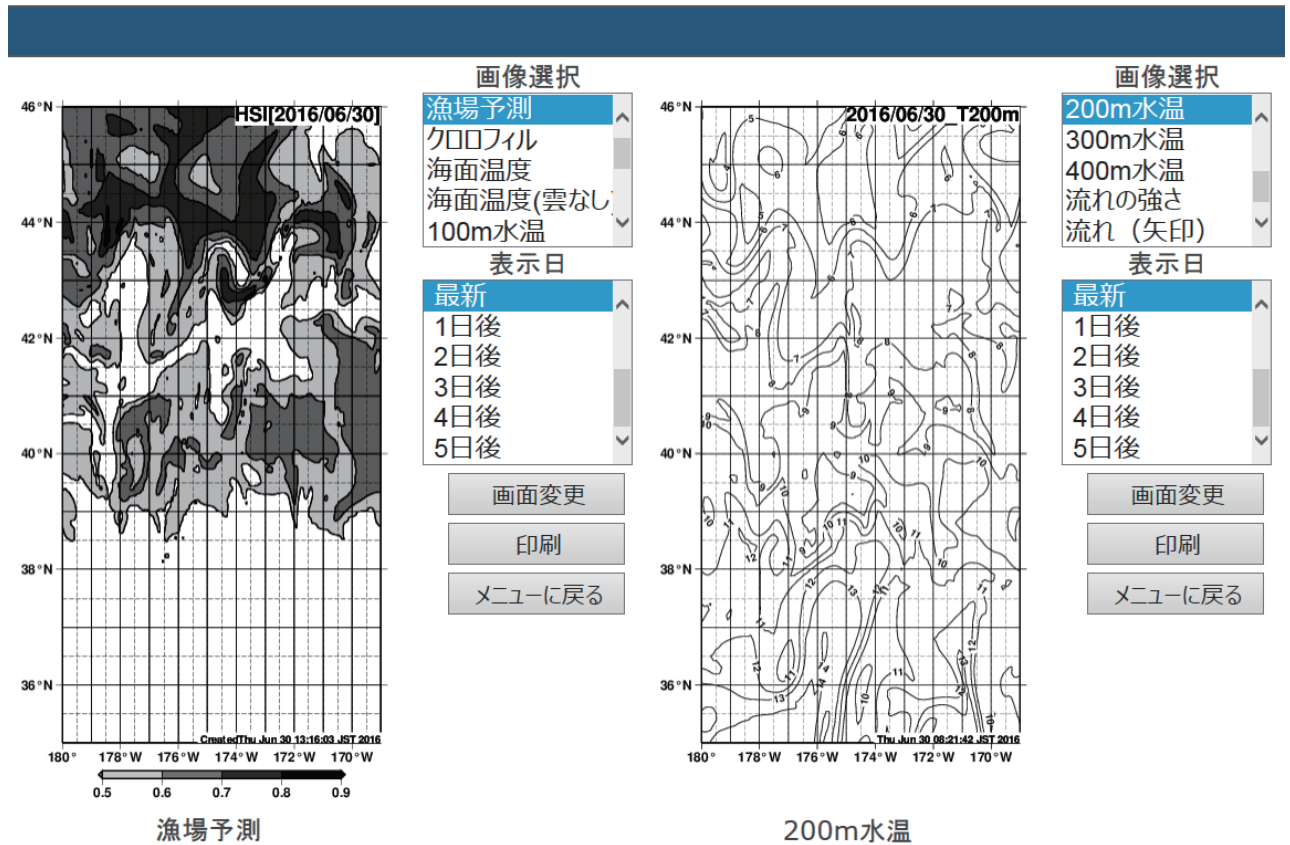 画像選択
漁場予測
クロロフィル
海面温度
海面温度(雲なし)
100m水温
表示日
最新
1日後
2日後
3日後
4日後
5日後
画面変更
印刷
メニューに戻る
HSI[2016/06/30]
46°N
44°N
42°N
40°N
38°N
36°N
CreatedThu Jun 30 13:16:03 JST 2016
180° 178°W 176°W 174°W 172°W 170°W
0.5 0.6 0.7 0.8 0.9
漁場予測
画像選択
200m水温
300m水温
400m水温
流れの強さ
流れ（矢印）
表示日
最新
1日後
2日後
3日後
4日後
5日後
画面変更
印刷
メニューに戻る
2016/06/30_T200m
46°N
44°N
42°N
40°N
38°N
36°N
Thu Jun 30 08:21:42 JST 2016
180° 178°W 176°W 174°W 172°W 170°W
200m水温